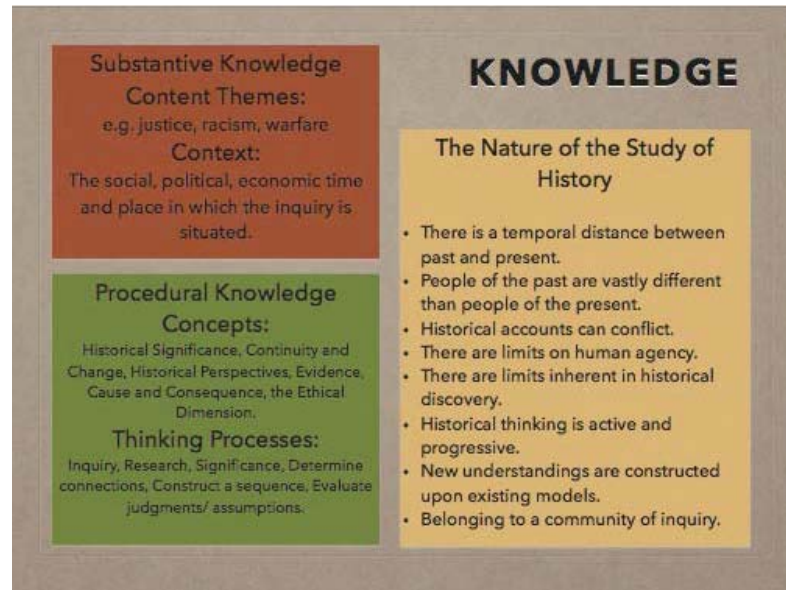 KNOWLEDGE
Substantive Knowledge
Content Themes:
e.g. justice, racism, warfare
Context:
The social, political, economic time
and place in which the inquiry is
situated.
Procedural Knowledge
Concepts:
Historical Significance, Continuity and
Change, Historical Perspectives, Evidence,
Cause and Consequence, the Ethical
Dimension.
Thinking Processes:
Inquiry, Research, Significance, Determine
connections, Construct a sequence, Evaluate
judgments/ assumptions.
The Nature of the Study of
History
• There is a temporal distance between
past and present.
• People of the past are vastly different
than people of the present.
• Historical accounts can conflict.
• There are limits on human agency.
• There are limits inherent in historical
discovery.
• Historical thinking is active and
progressive.
• New understandings are constructed
upon existing models.
• Belonging to a community of inquiry.